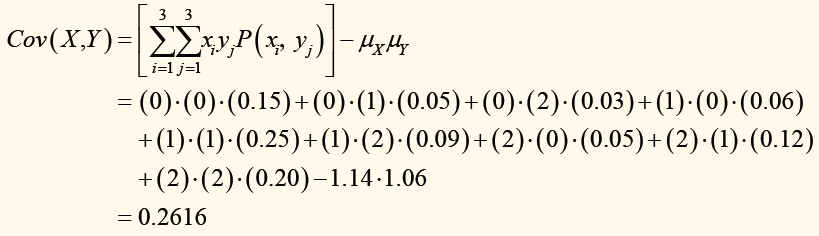 Cov(X,Y) = [ ∑_{i=1}^{3} ∑_{j=1}^{3} x_i y_j P(x_i, y_j) ] − μ_X μ_Y
= (0)·(0)·(0.15)+(0)·(1)·(0.05)+(0)·(2)·(0.03)+(1)·(0)·(0.06)
+(1)·(1)·(0.25)+(1)·(2)·(0.09)+(2)·(0)·(0.05)+(2)·(1)·(0.12)
+(2)·(2)·(0.20)−1.14·1.06
= 0.2616